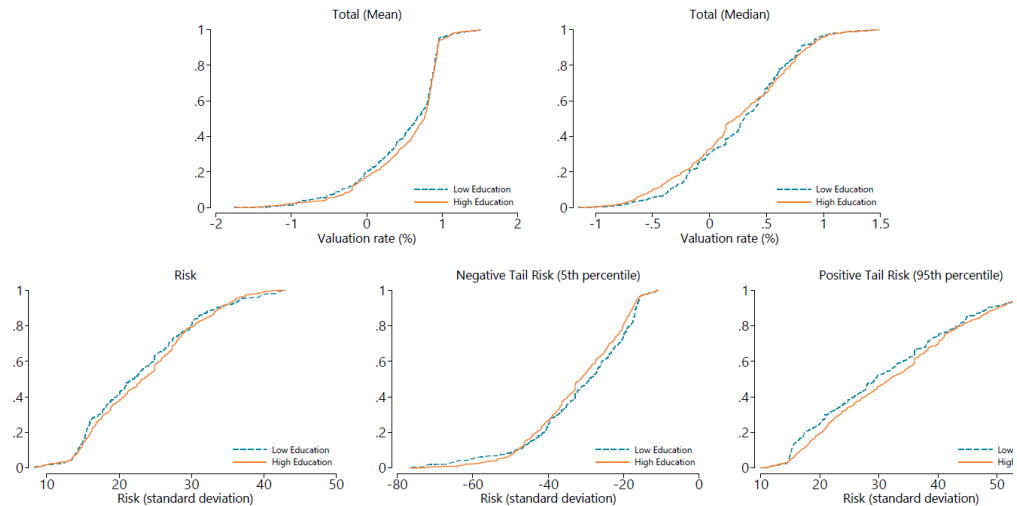 Total (Mean)
Total (Median)
1
.8
.6
.4
.2
0
-2
-1
0
1
2
Valuation rate (%)
Low Education
High Education
1
.8
.6
.4
.2
0
-1
-.5
0
.5
1
1.5
Valuation rate (%)
Low Education
High Education
Risk
Negative Tail Risk (5th percentile)
Positive Tail Risk (95th percentile)
1
.8
.6
.4
.2
0
10
20
30
40
50
Risk (standard deviation)
Low Education
High Education
1
.8
.6
.4
.2
0
-80
-60
-40
-20
0
Risk (standard deviation)
Low Education
High Education
1
.8
.6
.4
.2
0
10
20
30
40
50
Risk (standard deviation)
Low E
High E